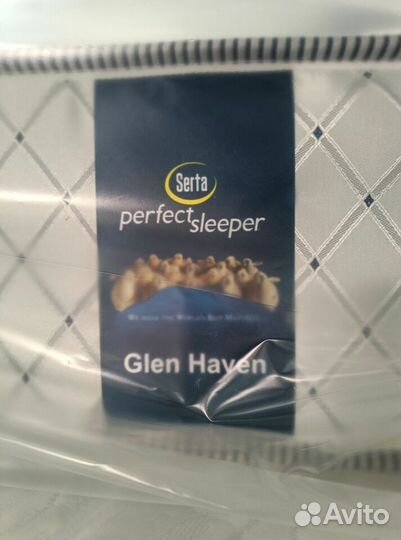 Serta
perfect sleeper
We make the World's Best Mattress
Glen Haven
Avito